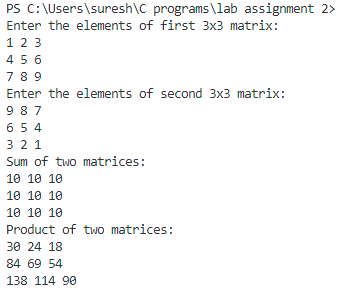 PS C:\Users\suresh\C programs\lab assignment 2>
Enter the elements of first 3x3 matrix:
1 2 3
4 5 6
7 8 9
Enter the elements of second 3x3 matrix:
9 8 7
6 5 4
3 2 1
Sum of two matrices:
10 10 10
10 10 10
10 10 10
Product of two matrices:
30 24 18
84 69 54
138 114 90